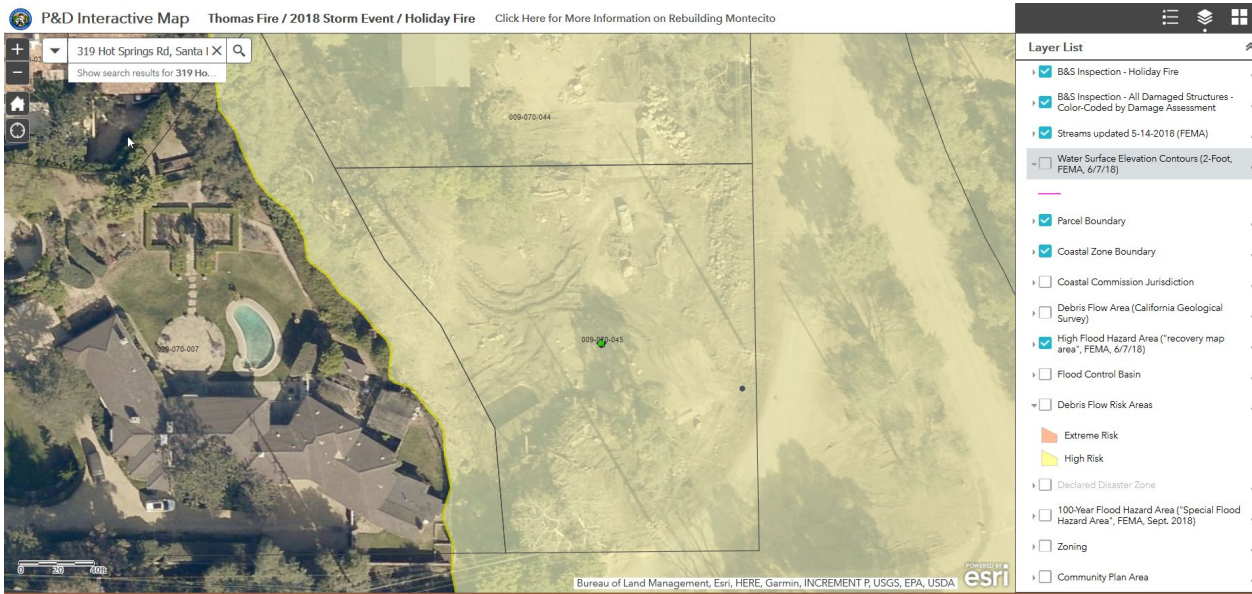 P&D Interactive Map
Thomas Fire / 2018 Storm Event / Holiday Fire
Click Here for More Information on Rebuilding Montecito
319 Hot Springs Rd, Santa
Show search results for 319 Ho...
009-070-044
009-070-045
009-070-007
0 20 40ft
Bureau of Land Management, Esri, HERE, Garmin, INCREMENT P, USGS, EPA, USDA
POWERED BY
esri
Layer List
B&S Inspection - Holiday Fire
B&S Inspection - All Damaged Structures -
Color-Coded by Damage Assessment
Streams updated 5-14-2018 (FEMA)
Water Surface Elevation Contours (2-Foot,
FEMA, 6/7/18)
Parcel Boundary
Coastal Zone Boundary
Coastal Commission Jurisdiction
Debris Flow Area (California Geological
Survey)
High Flood Hazard Area ("recovery map
area", FEMA, 6/7/18)
Flood Control Basin
Debris Flow Risk Areas
Extreme Risk
High Risk
Declared Disaster Zone
100-Year Flood Hazard Area ("Special Flood
Hazard Area", FEMA, Sept. 2018)
Zoning
Community Plan Area